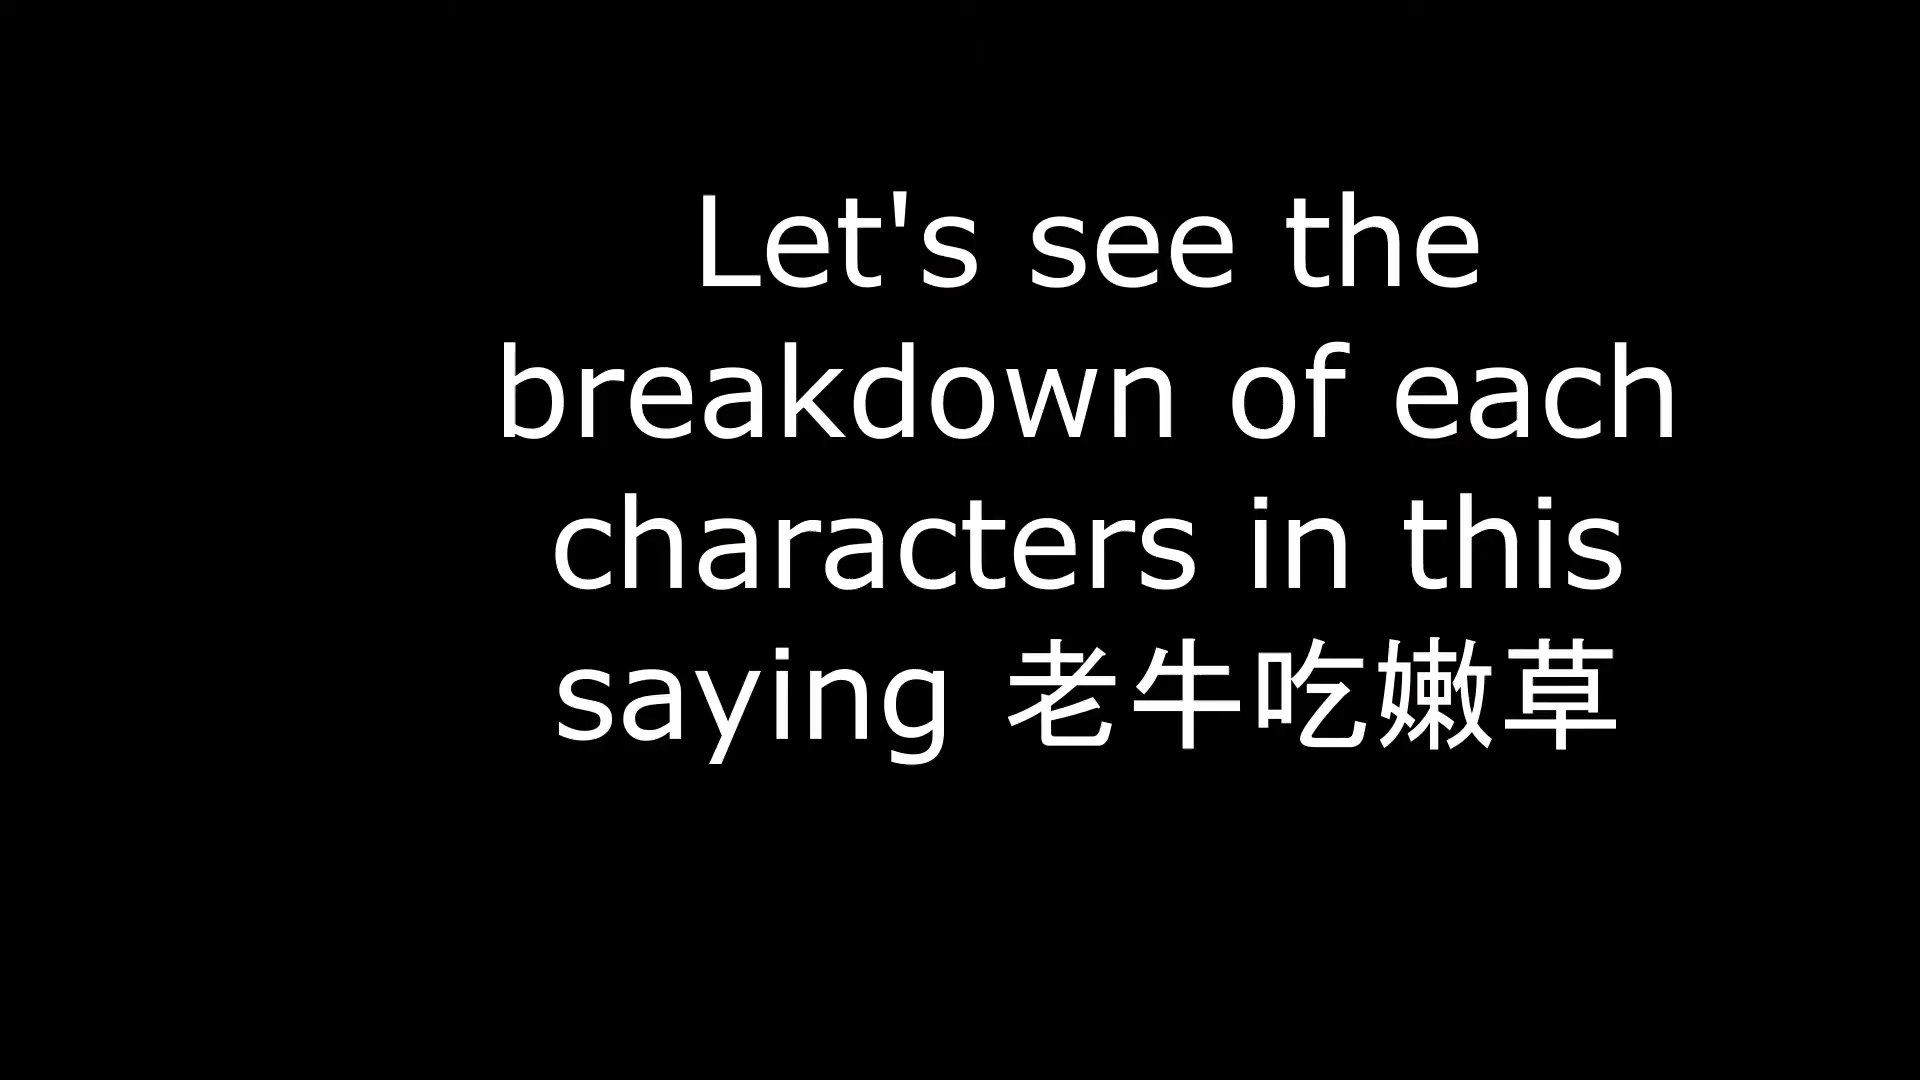 Let's see the
breakdown of each
characters in this
saying 老牛吃嫩草